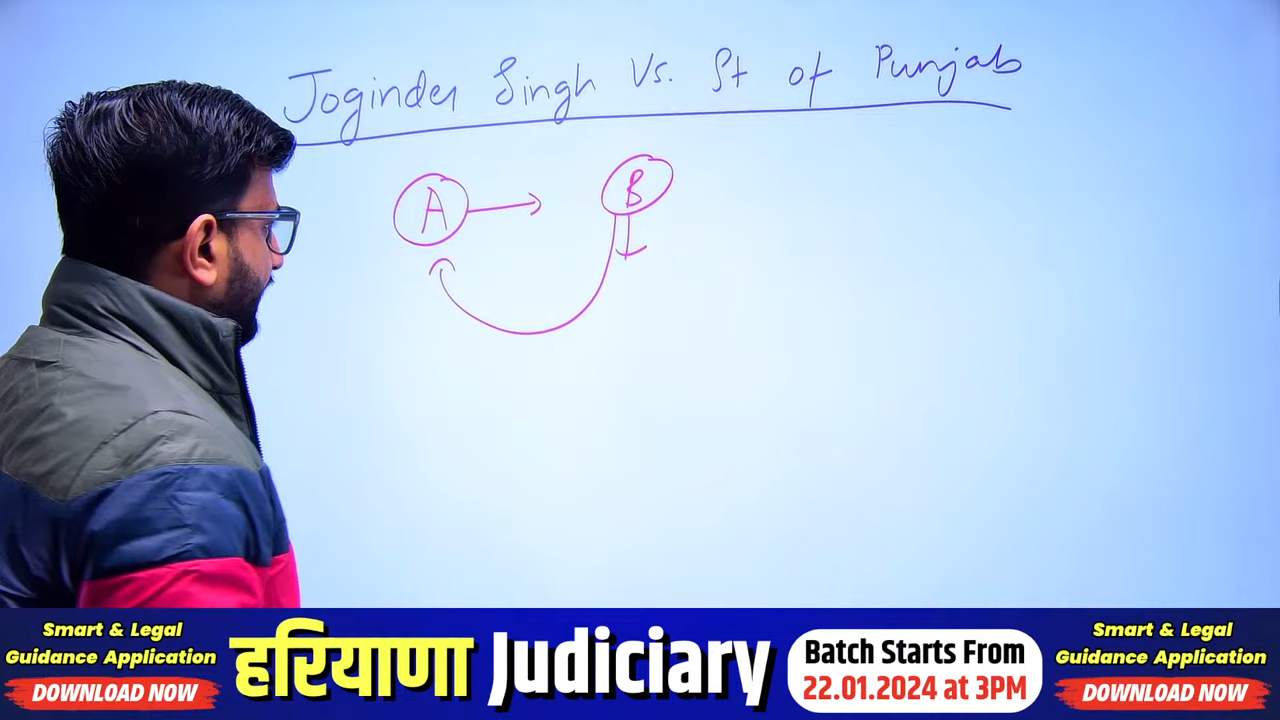 Joginder Singh Vs. St of Punjab
A
B
Smart & Legal
Guidance Application
DOWNLOAD NOW
हरियाणा Judiciary
Batch Starts From
22.01.2024 at 3PM
Smart & Legal
Guidance Application
DOWNLOAD NOW